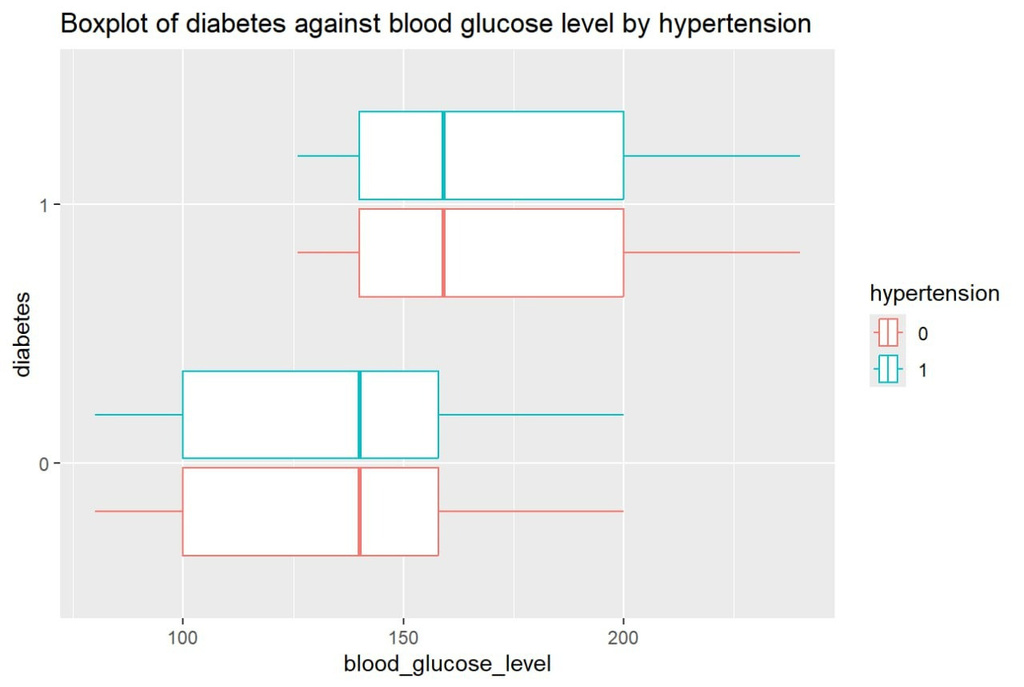 Boxplot of diabetes against blood glucose level by hypertension
diabetes
1
0
100 150 200
blood_glucose_level
hypertension
0
1